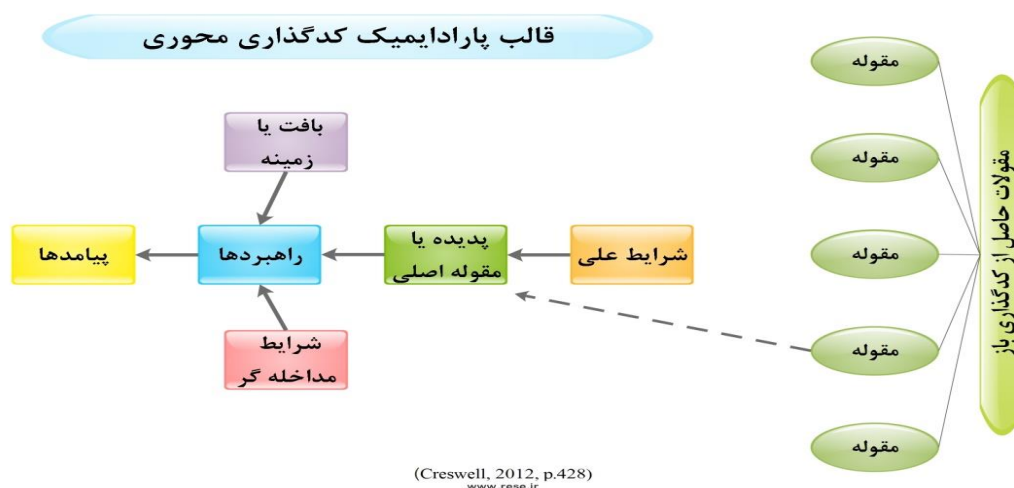 قالب پارادایمیک کدگذاری محوری
مقولات حاصل از کدگذاری باز
مقوله
مقوله
مقوله
مقوله
مقوله
شرایط علی
پدیده یا
مقوله اصلی
بافت یا
زمینه
راهبردها
شرایط
مداخله گر
پیامدها
(Creswell, 2012, p.428)
www.rese.ir